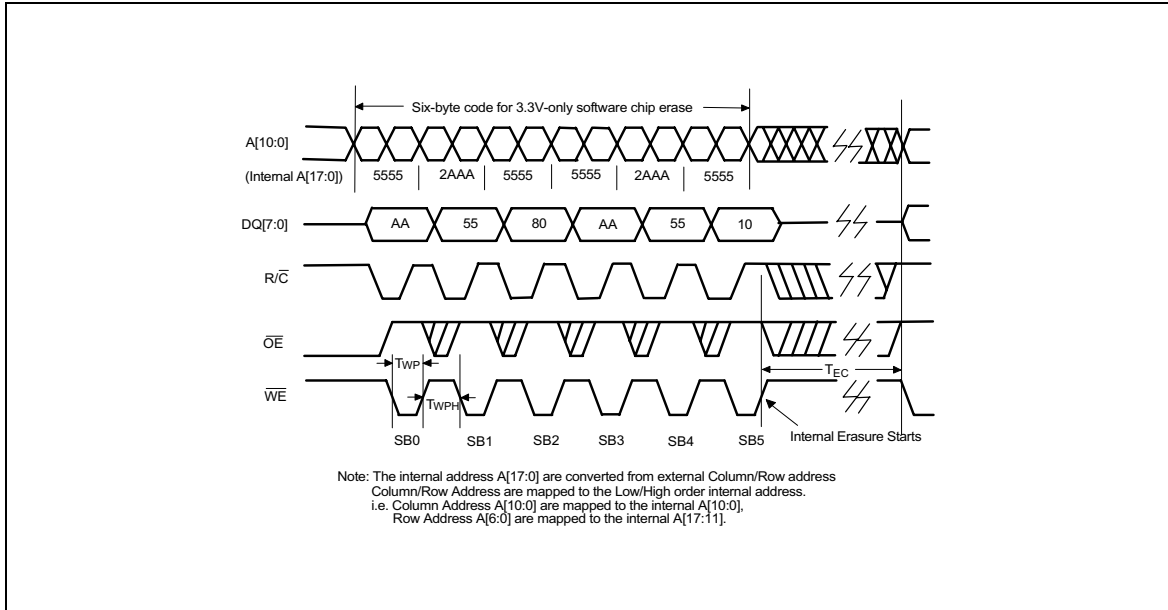 Six-byte code for 3.3V-only software chip erase
A[10:0]
(Internal A[17:0])
5555 2AAA 5555 5555 2AAA 5555
DQ[7:0]
AA 55 80 AA 55 10
R/C̅
O̅E̅
TWP
TEC
W̅E̅
TWPH
Internal Erasure Starts
SB0 SB1 SB2 SB3 SB4 SB5
Note: The internal address A[17:0] are converted from external Column/Row address
Column/Row Address are mapped to the Low/High order internal address.
i.e. Column Address A[10:0] are mapped to the internal A[10:0],
Row Address A[6:0] are mapped to the internal A[17:11].